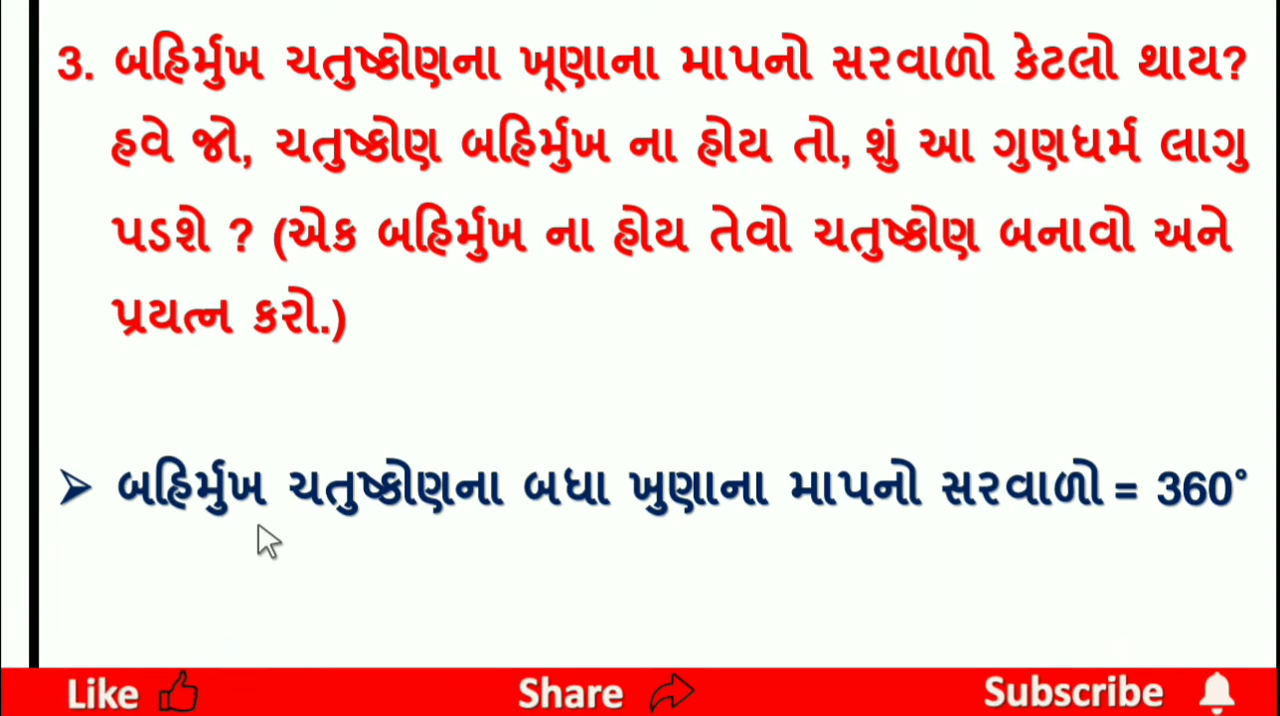 3. બહિર્મુખ ચતુષ્કોણના ખૂણાના માપનો સરવાળો કેટલો થાય?
હવે જો, ચતુષ્કોણ બહિર્મુખ ના હોય તો, શું આ ગુણધર્મ લાગુ
પડશે ? (એક બહિર્મુખ ના હોય તેવો ચતુષ્કોણ બનાવો અને
પ્રયત્ન કરો.)
➢ બહિર્મુખ ચતુષ્કોણના બધા ખુણાના માપનો સરવાળો = 360°
Like Share Subscribe